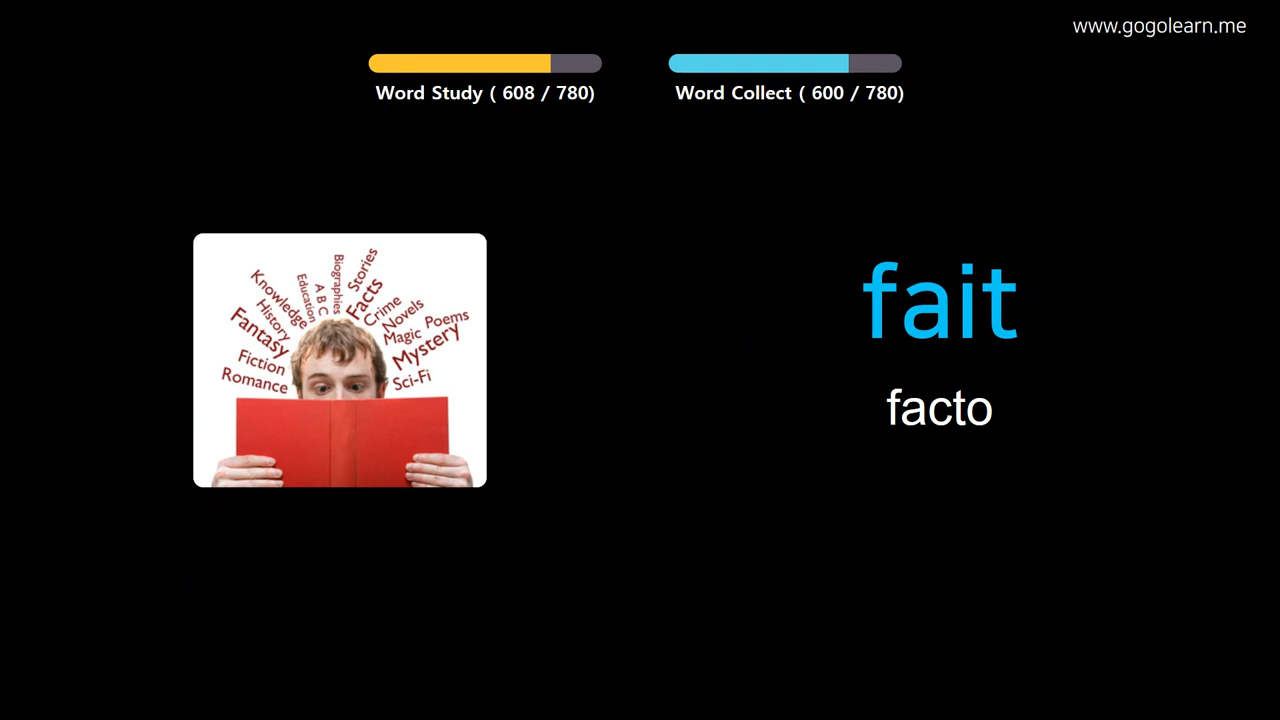 www.gogolearn.me
Word Study ( 608 / 780)
Word Collect ( 600 / 780)
Knowledge
History
Fantasy
Fiction
Romance
Education
A B C
Biographies
Stories
Facts
Crime
Novels
Magic
Poems
Mystery
Sci-Fi
fait
facto